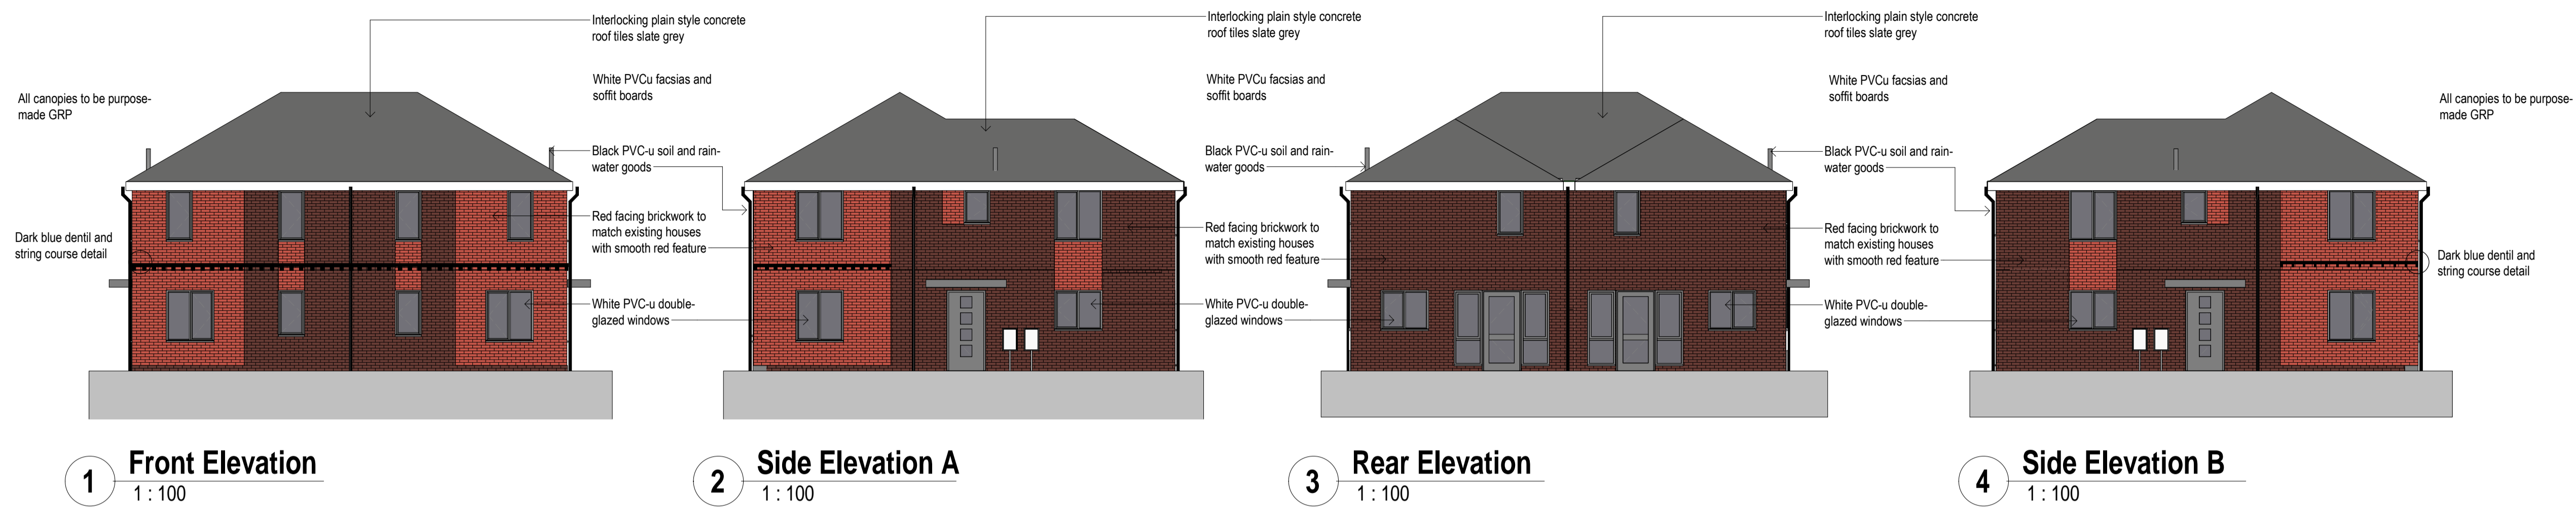 All canopies to be purpose-
made GRP
Dark blue dentil and
string course detail
Interlocking plain style concrete
roof tiles slate grey
White PVCu facsias and
soffit boards
Black PVC-u soil and rain-
water goods
Red facing brickwork to
match existing houses
with smooth red feature
White PVC-u double-
glazed windows
Interlocking plain style concrete
roof tiles slate grey
White PVCu facsias and
soffit boards
Black PVC-u soil and rain-
water goods
Red facing brickwork to
match existing houses
with smooth red feature
White PVC-u double-
glazed windows
Interlocking plain style concrete
roof tiles slate grey
White PVCu facsias and
soffit boards
Black PVC-u soil and rain-
water goods
Red facing brickwork to
match existing houses
with smooth red feature
White PVC-u double-
glazed windows
All canopies to be purpose-
made GRP
Dark blue dentil and
string course detail
1 Front Elevation
1 : 100
2 Side Elevation A
1 : 100
3 Rear Elevation
1 : 100
4 Side Elevation B
1 : 100